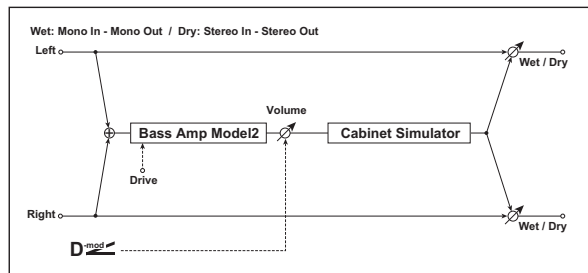 Wet: Mono In - Mono Out / Dry: Stereo In - Stereo Out
Left
Wet / Dry
Volume
Bass Amp Model2
Cabinet Simulator
Drive
Right
Wet / Dry
D-mod